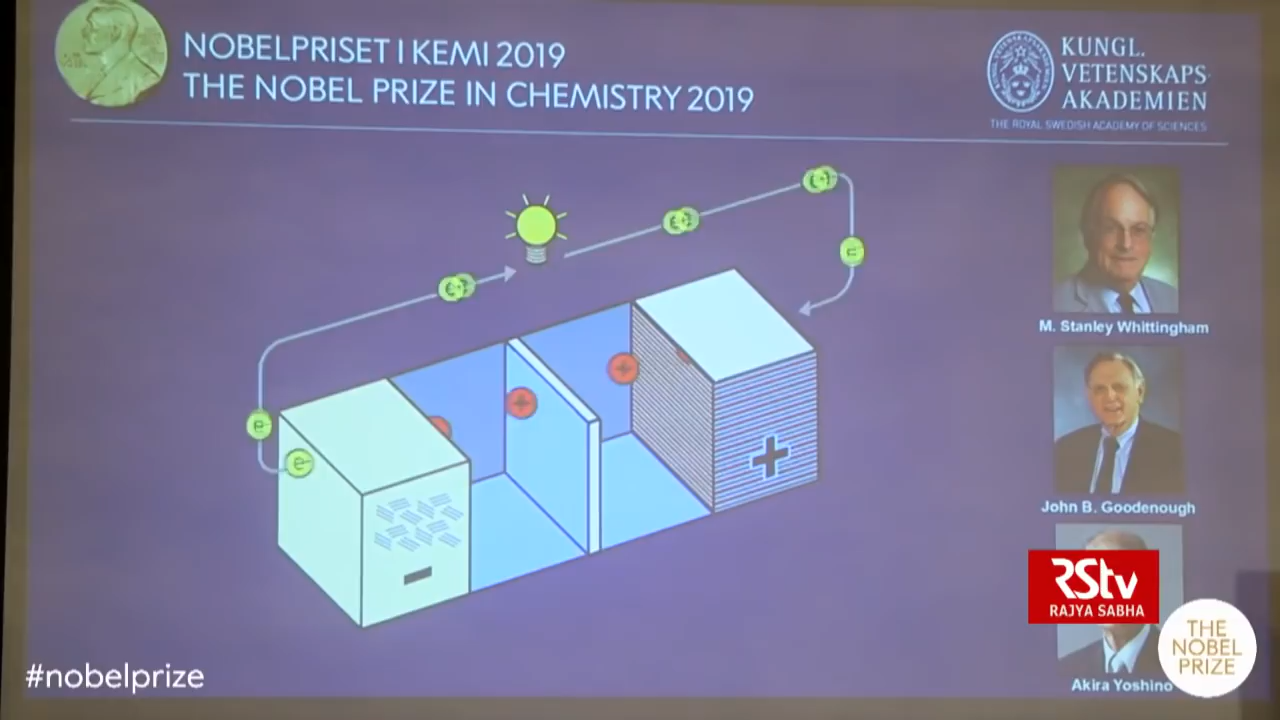 NOBELPRISET I KEMI 2019
THE NOBEL PRIZE IN CHEMISTRY 2019
KUNGL.
VETENSKAPS-
AKADEMIEN
THE ROYAL SWEDISH ACADEMY OF SCIENCES
M. Stanley Whittingham
John B. Goodenough
Akira Yoshino
e-
e-
e
+
+
+
-
RStv
RAJYA SABHA
THE
NOBEL
PRIZE
#nobelprize